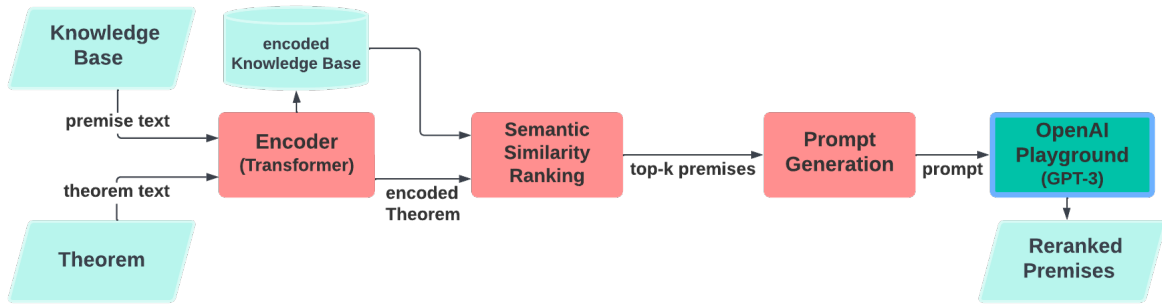 Knowledge
Base
encoded
Knowledge Base
premise text
Encoder
(Transformer)
theorem text
Theorem
encoded
Theorem
Semantic
Similarity
Ranking
top-k premises
Prompt
Generation
prompt
OpenAI
Playground
(GPT-3)
Reranked
Premises